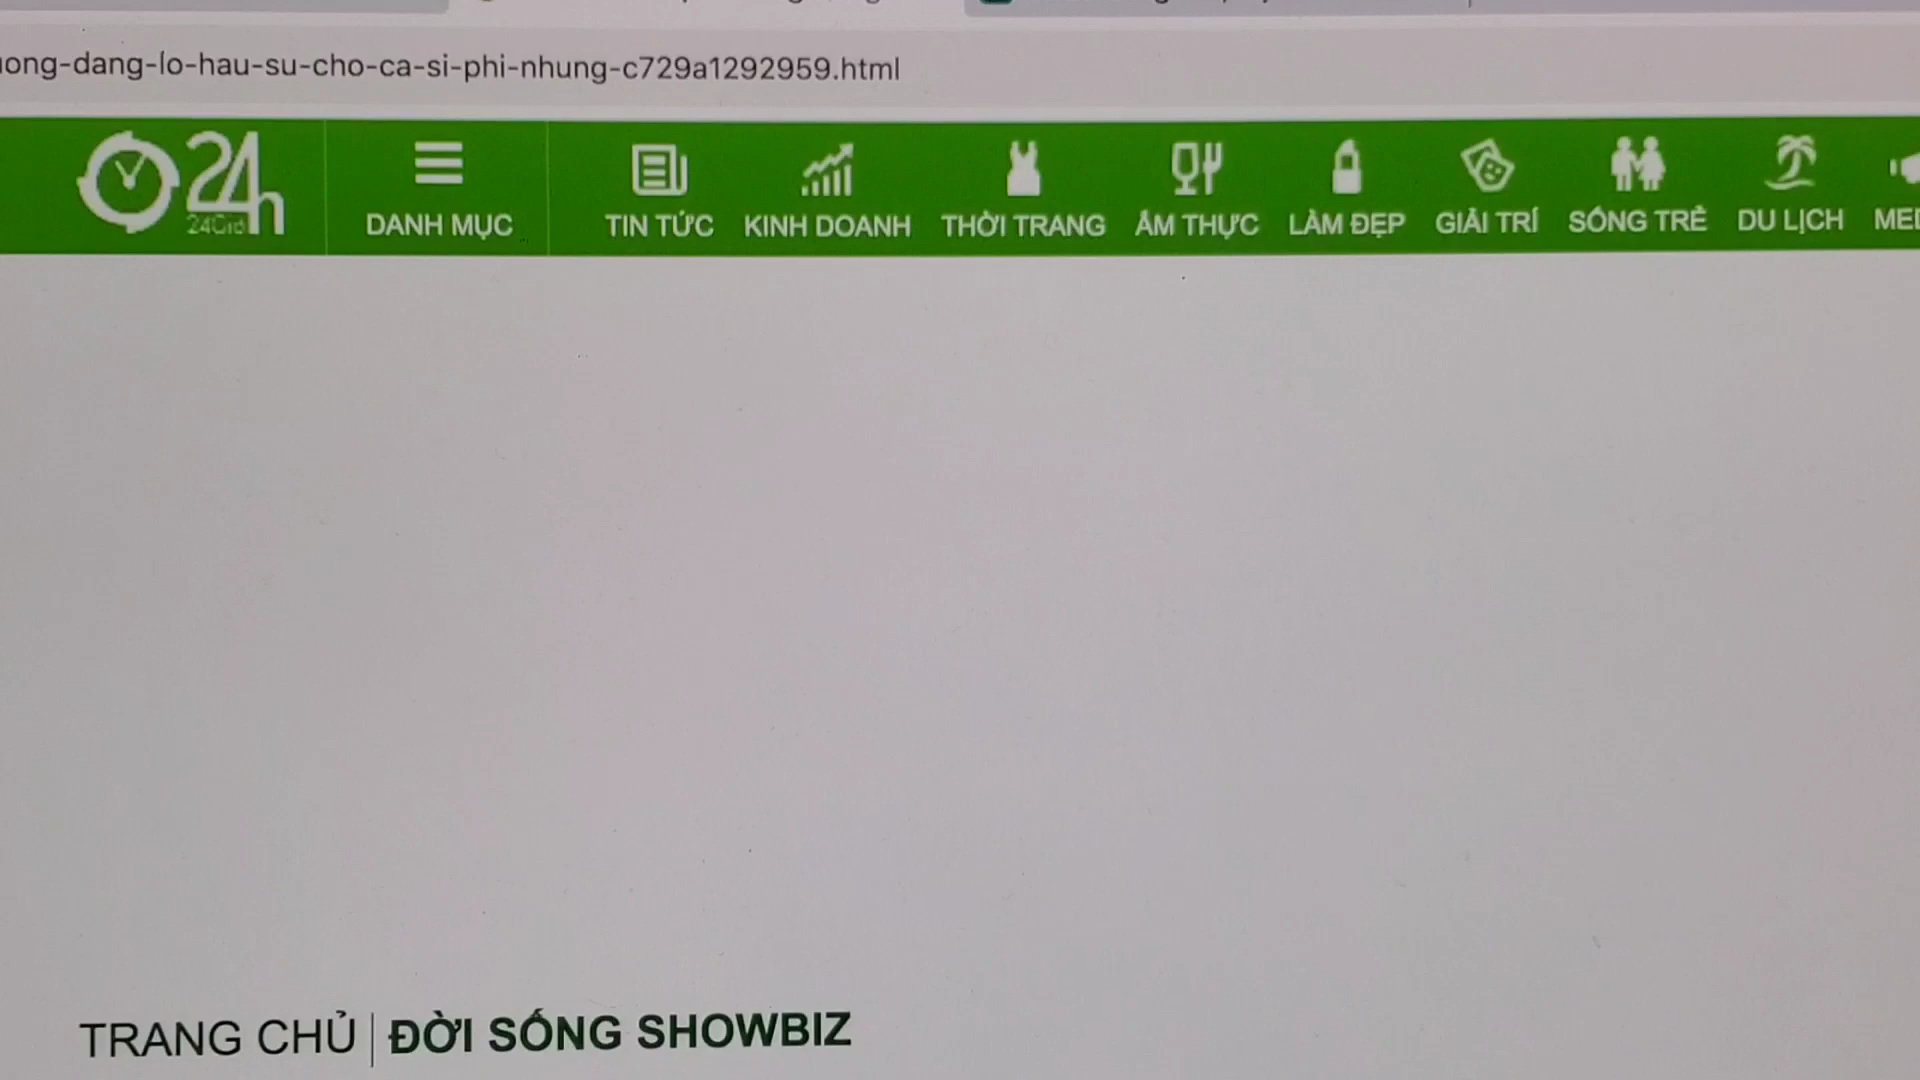 ong-dang-lo-hau-su-cho-ca-si-phi-nhung-c729a1292959.html
24h
DANH MỤC
TIN TỨC
KINH DOANH
THỜI TRANG
ẨM THỰC
LÀM ĐẸP
GIẢI TRÍ
SỐNG TRẺ
DU LỊCH
TRANG CHỦ | ĐỜI SỐNG SHOWBIZ